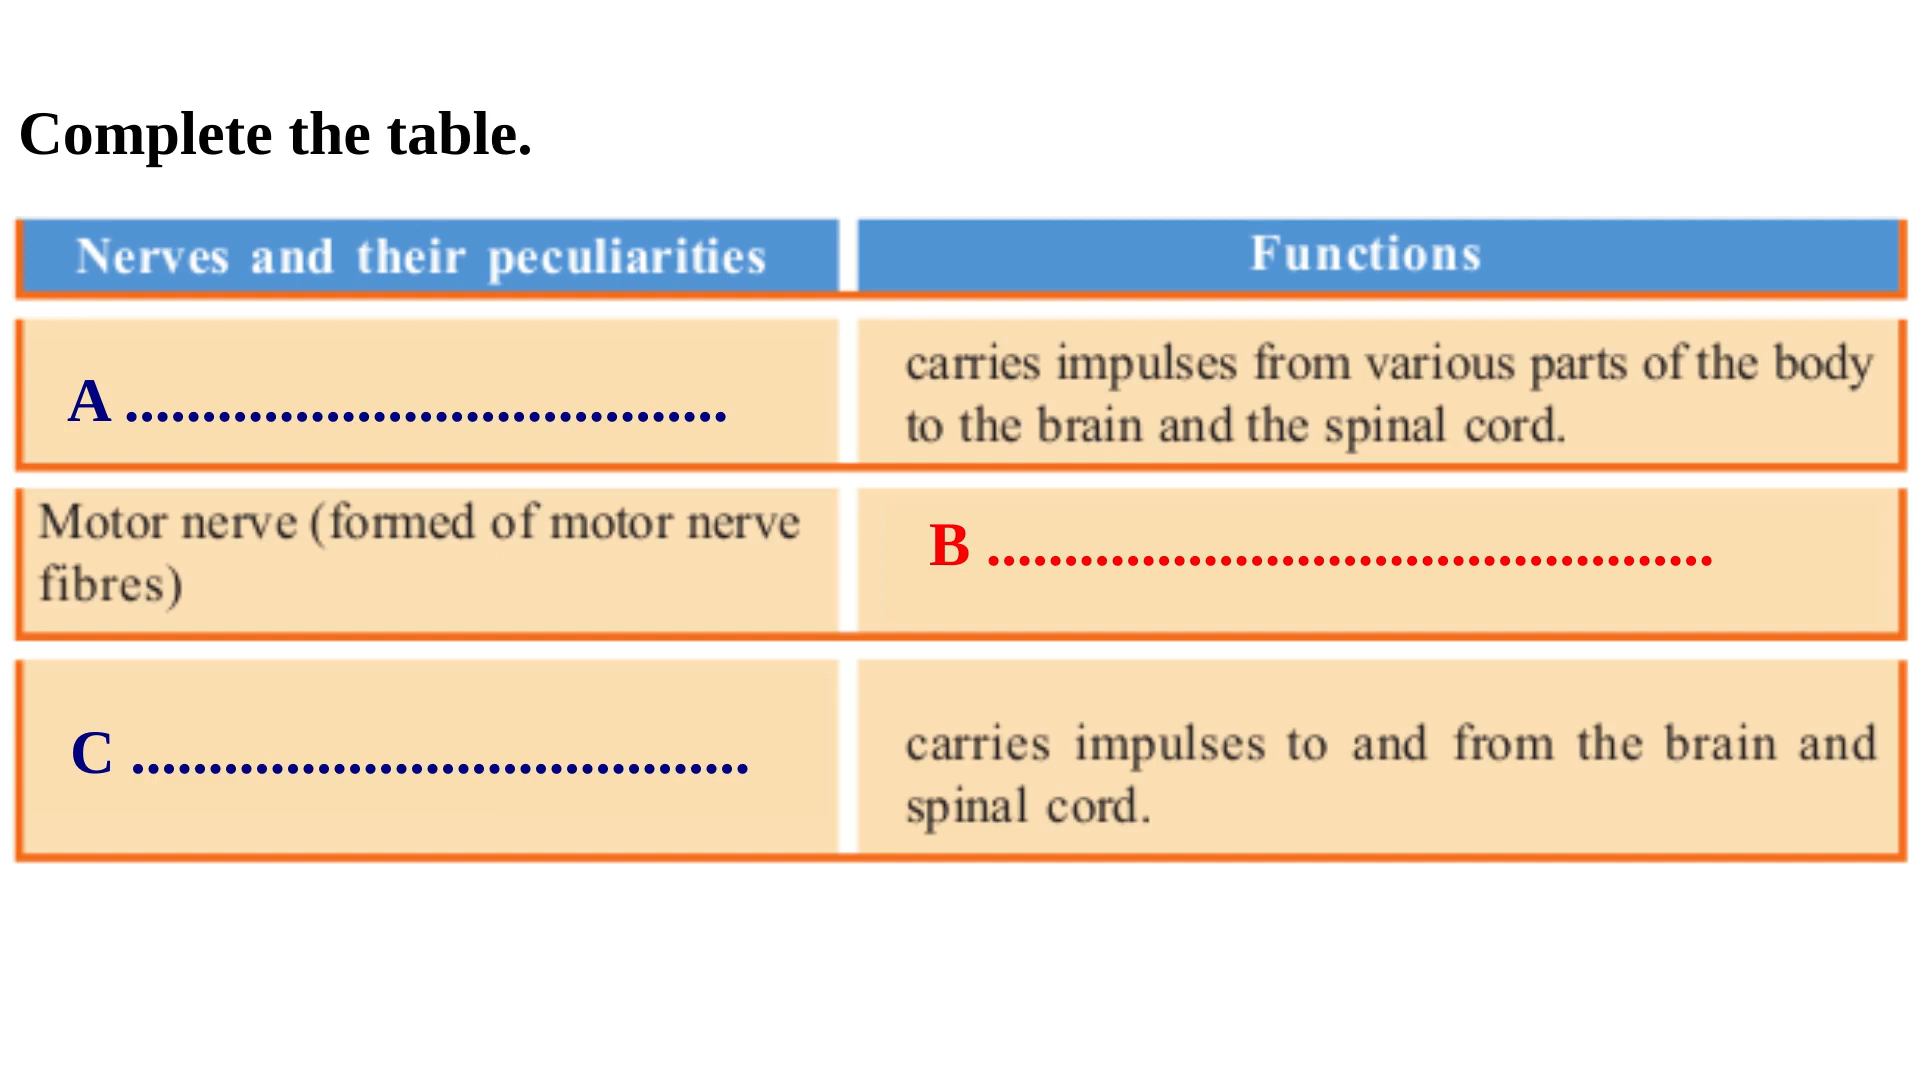 Complete the table.
Nerves and their peculiarities
Functions
A .......................................
carries impulses from various parts of the body
to the brain and the spinal cord.
Motor nerve (formed of motor nerve
fibres)
B ...............................................
C ........................................
carries impulses to and from the brain and
spinal cord.